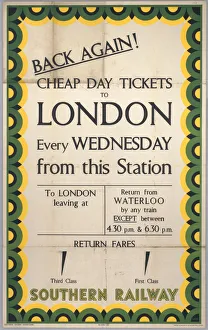 BACK AGAIN!
CHEAP DAY TICKETS
TO
LONDON
Every WEDNESDAY
from this Station
To LONDON
leaving at
Return from
WATERLOO
by any train
EXCEPT between
4.30 p.m. & 6.30 p.m.
RETURN FARES
/
/
Third Class
First Class
SOUTHERN RAILWAY